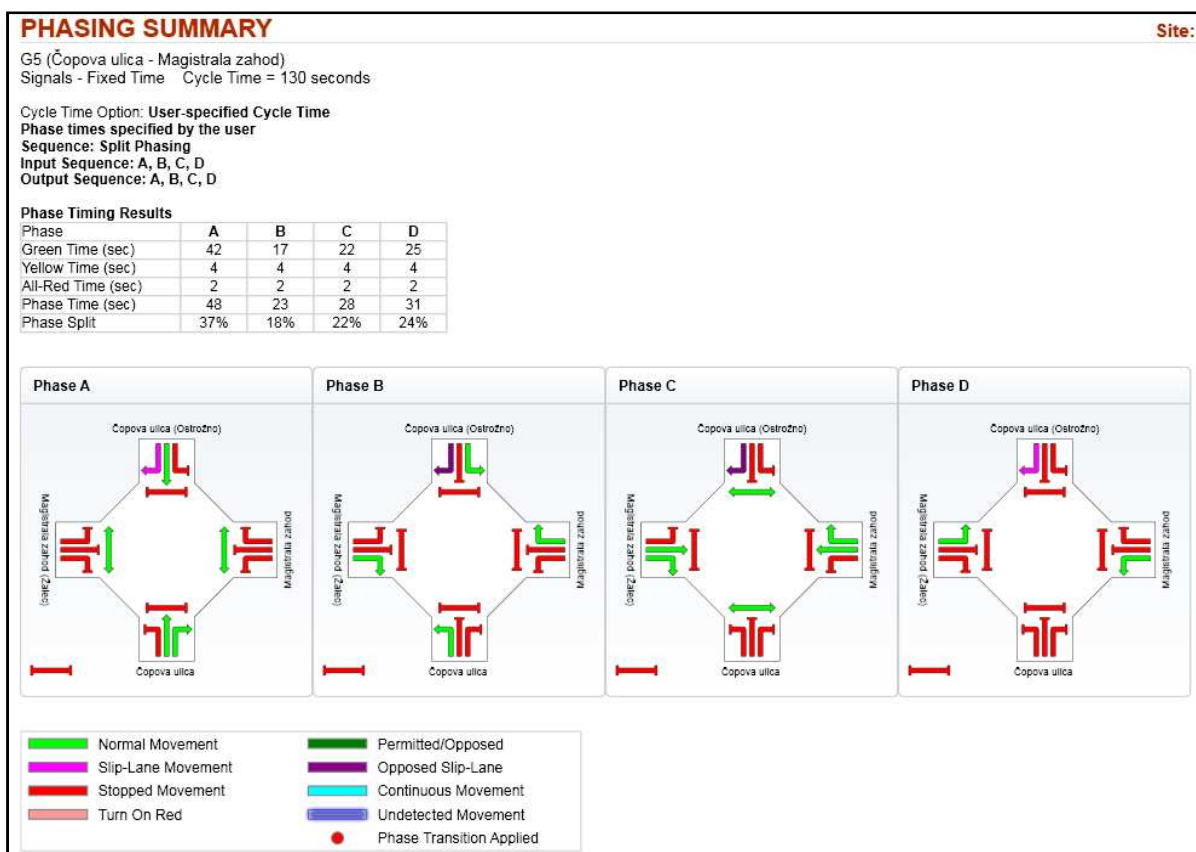 PHASING SUMMARY
Site:
G5 (Čopova ulica - Magistrala zahod)
Signals - Fixed Time Cycle Time = 130 seconds
Cycle Time Option: User-specified Cycle Time
Phase times specified by the user
Sequence: Split Phasing
Input Sequence: A, B, C, D
Output Sequence: A, B, C, D
Phase Timing Results
Phase A B C D
Green Time (sec) 42 17 22 25
Yellow Time (sec) 4 4 4 4
All-Red Time (sec) 2 2 2 2
Phase Time (sec) 48 23 28 31
Phase Split 37% 18% 22% 24%
Phase A
Čopova ulica (Ostrožno)
Magistrala zahod (Žalec)
Magistrala zahod
Čopova ulica
Phase B
Čopova ulica (Ostrožno)
Magistrala zahod (Žalec)
Magistrala zahod
Čopova ulica
Phase C
Čopova ulica (Ostrožno)
Magistrala zahod (Žalec)
Magistrala zahod
Čopova ulica
Phase D
Čopova ulica (Ostrožno)
Magistrala zahod (Žalec)
Magistrala zahod
Čopova ulica
Normal Movement
Slip-Lane Movement
Stopped Movement
Turn On Red
Permitted/Opposed
Opposed Slip-Lane
Continuous Movement
Undetected Movement
Phase Transition Applied